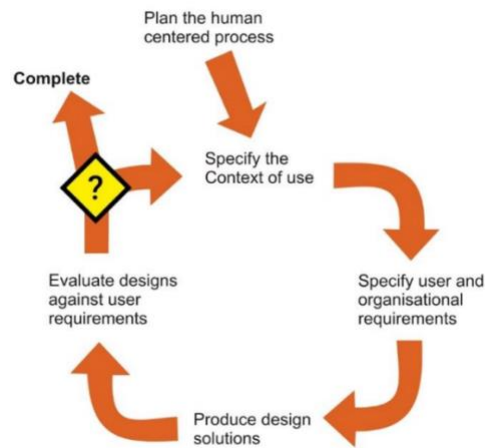 Plan the human
centered process
Complete
Specify the
Context of use
?
Evaluate designs
against user
requirements
Specify user and
organisational
requirements
Produce design
solutions